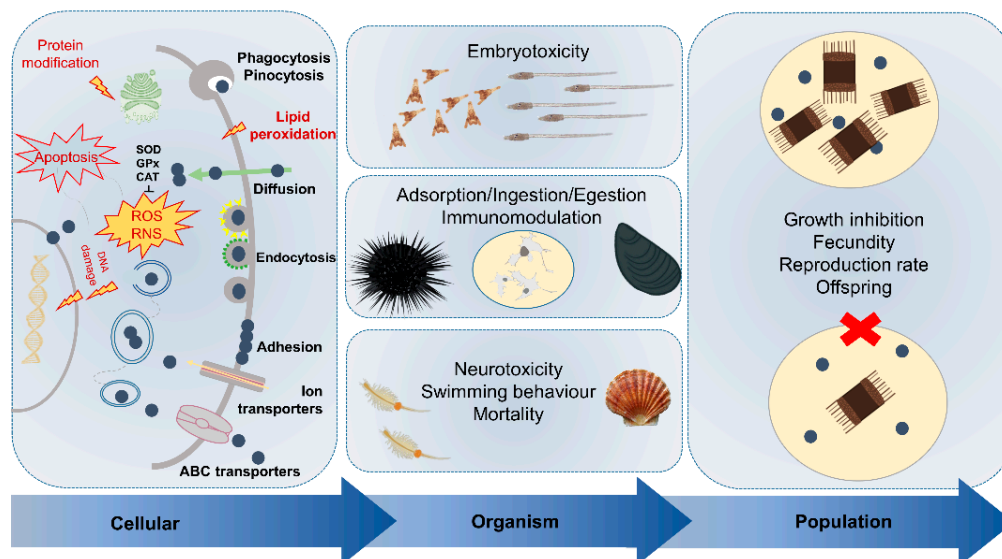 Protein
modification
Phagocytosis
Pinocytosis
Lipid
peroxidation
Apoptosis
SOD
GPx
CAT
Diffusion
ROS
RNS
DNA
damage
Endocytosis
Adhesion
Ion
transporters
ABC transporters
Embryotoxicity
Adsorption/Ingestion/Egestion
Immunomodulation
Neurotoxicity
Swimming behaviour
Mortality
Growth inhibition
Fecundity
Reproduction rate
Offspring
Cellular
Organism
Population